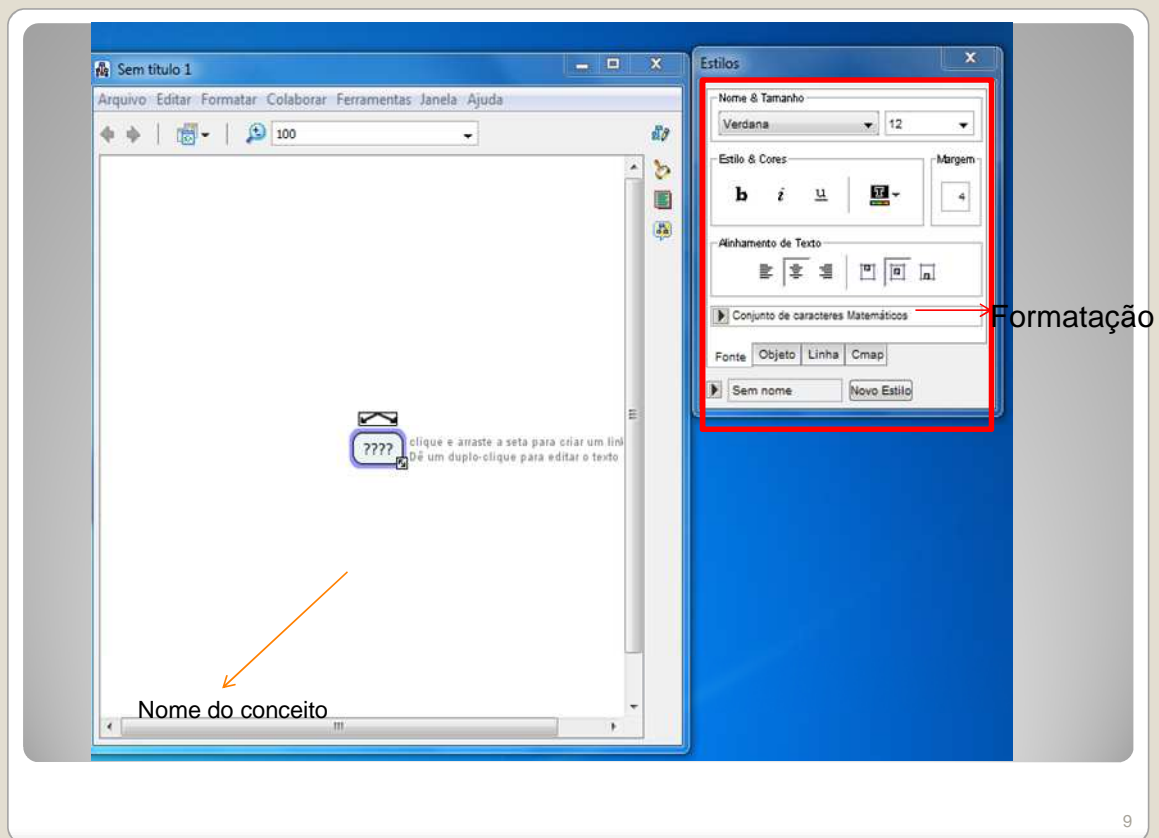 Sem título 1
Arquivo Editar Formatar Colaborar Ferramentas Janela Ajuda
100
????
clique e arraste a seta para criar um link
Dê um duplo-clique para editar o texto
Nome do conceito
Estilos
Nome & Tamanho
Verdana 12
Estilo & Cores Margem
b i u T 4
Alinhamento de Texto
Conjunto de caracteres Matemáticos
Formatação
Fonte Objeto Linha Cmap
Sem nome Novo Estilo
9